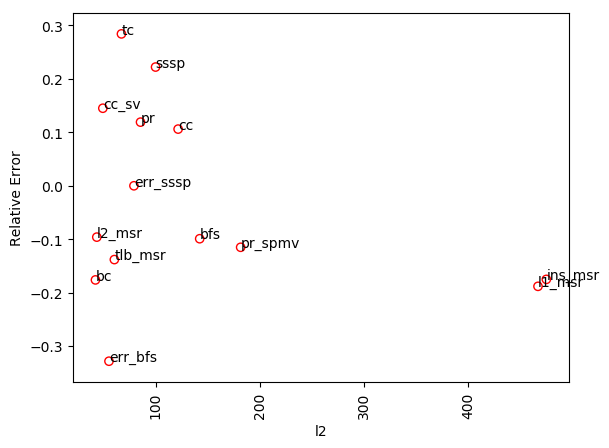 0.3
tc
sssp
0.2
cc_sv
pr
cc
0.1
Relative Error
err_sssp
0.0
l2_msr
bfs
pr_spmv
−0.1
tlb_msr
bc
ins_msr
l1_msr
−0.2
−0.3
err_bfs
100
200
300
400
l2